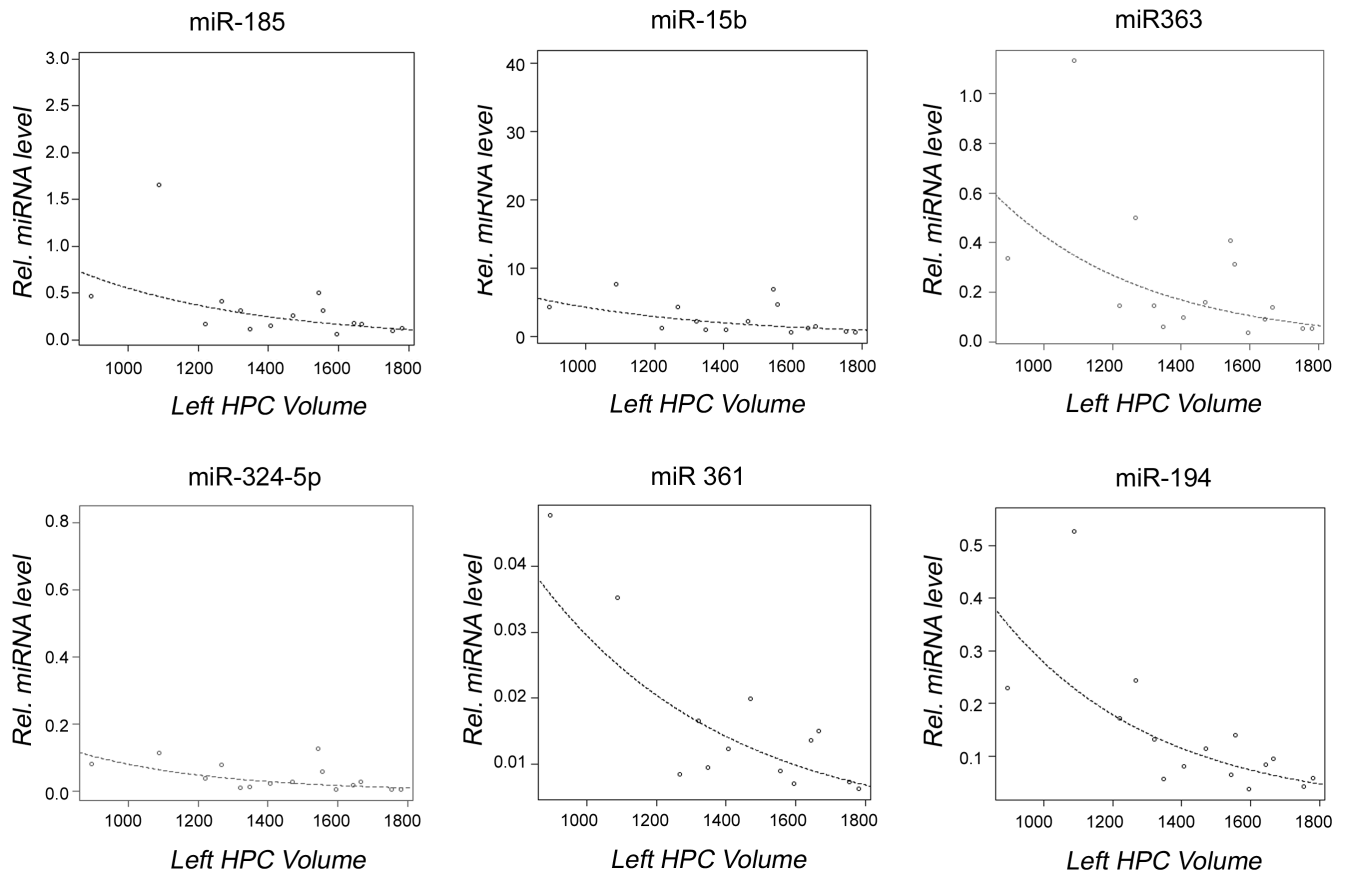 miR-185
miR-15b
miR363
Rel. miRNA level
3.0
2.5
2.0
1.5
1.0
0.5
0.0
1000 1200 1400 1600 1800
Left HPC Volume
Rel. miRNA level
40
30
20
10
0
1000 1200 1400 1600 1800
Left HPC Volume
Rel. miRNA level
1.0
0.8
0.6
0.4
0.2
0.0
1000 1200 1400 1600 1800
Left HPC Volume
miR-324-5p
miR 361
miR-194
Rel. miRNA level
0.8
0.6
0.4
0.2
0.0
1000 1200 1400 1600 1800
Left HPC Volume
Rel. miRNA level
0.04
0.03
0.02
0.01
1000 1200 1400 1600 1800
Left HPC Volume
Rel. miRNA level
0.5
0.4
0.3
0.2
0.1
1000 1200 1400 1600 1800
Left HPC Volume